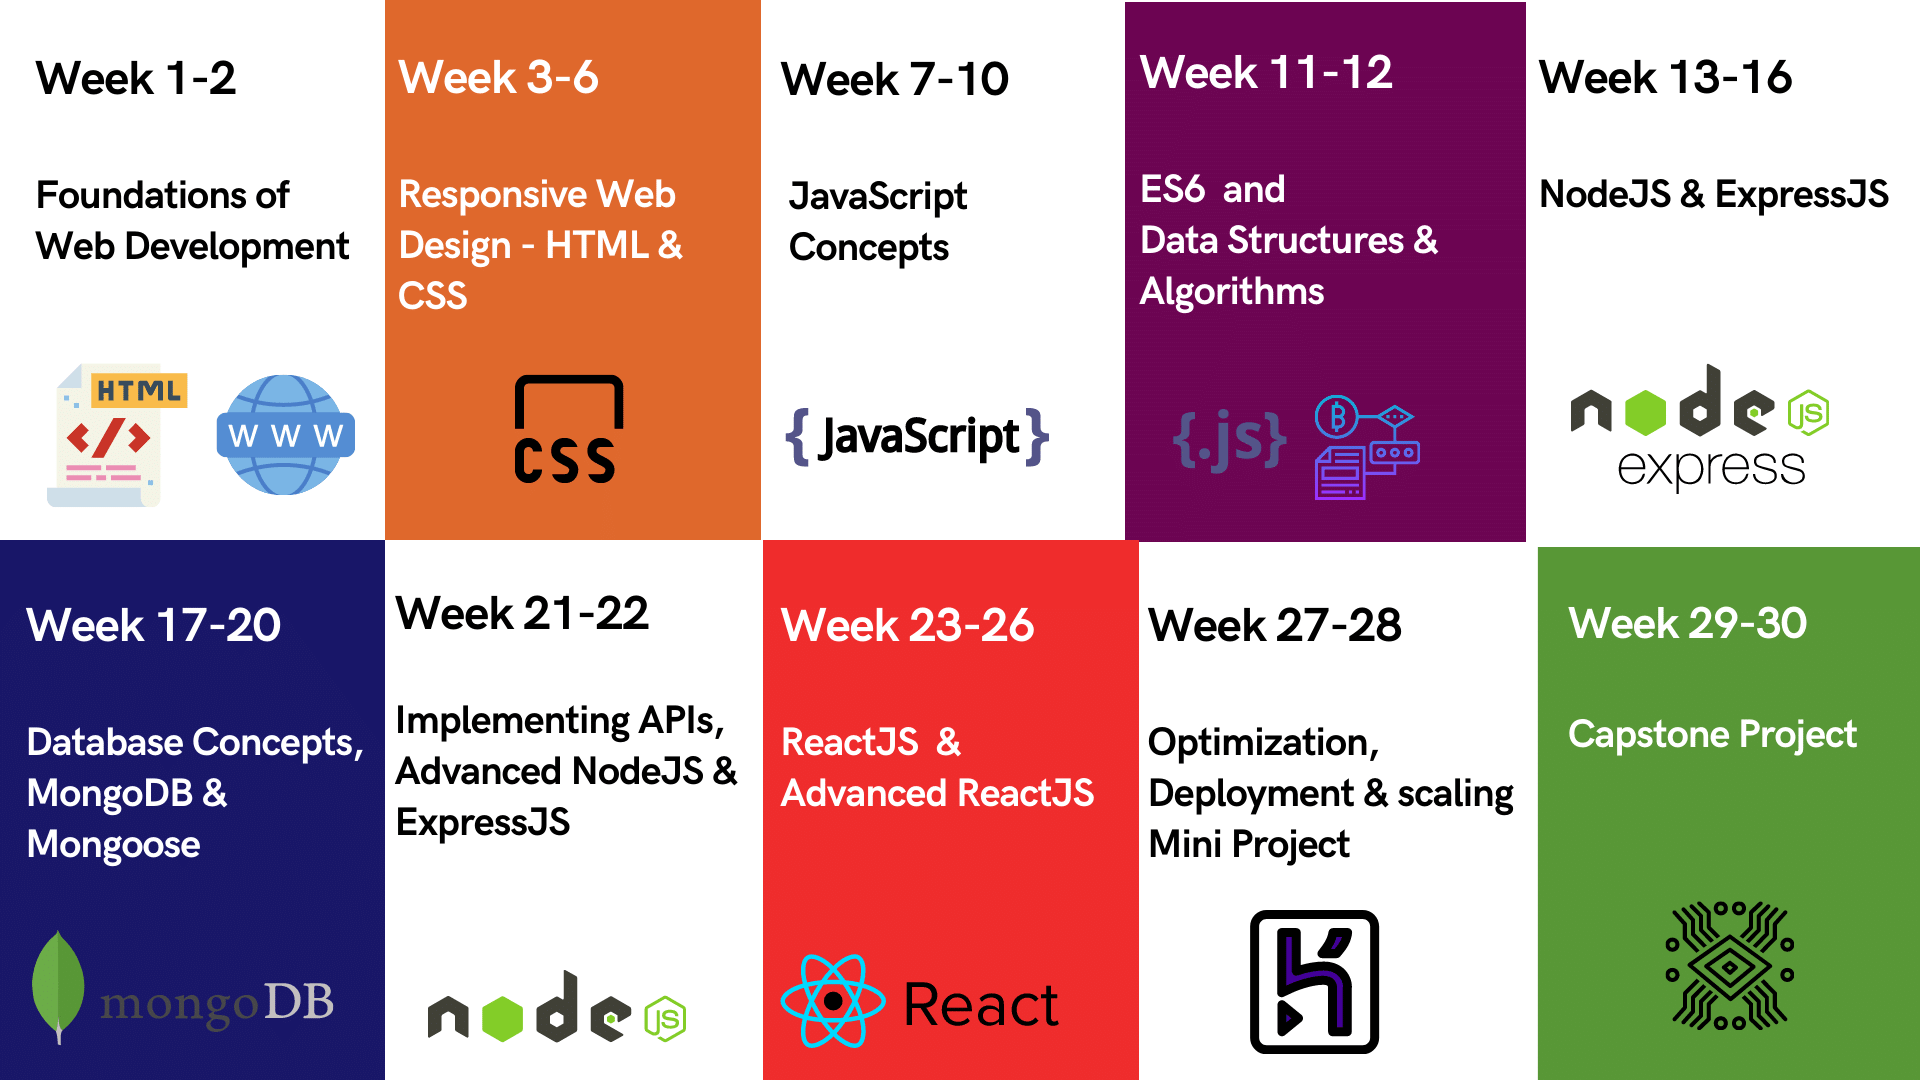 Week 1-2
Foundations of
Web Development
HTML
</>
WWW
Week 3-6
Responsive Web
Design - HTML &
CSS
CSS
Week 7-10
JavaScript
Concepts
{ JavaScript }
Week 11-12
ES6 and
Data Structures &
Algorithms
{.js}
Week 13-16
NodeJS & ExpressJS
node JS
express
Week 17-20
Database Concepts,
MongoDB &
Mongoose
mongoDB
Week 21-22
Implementing APIs,
Advanced NodeJS &
ExpressJS
node JS
Week 23-26
ReactJS &
Advanced ReactJS
React
Week 27-28
Optimization,
Deployment & scaling
Mini Project
Week 29-30
Capstone Project